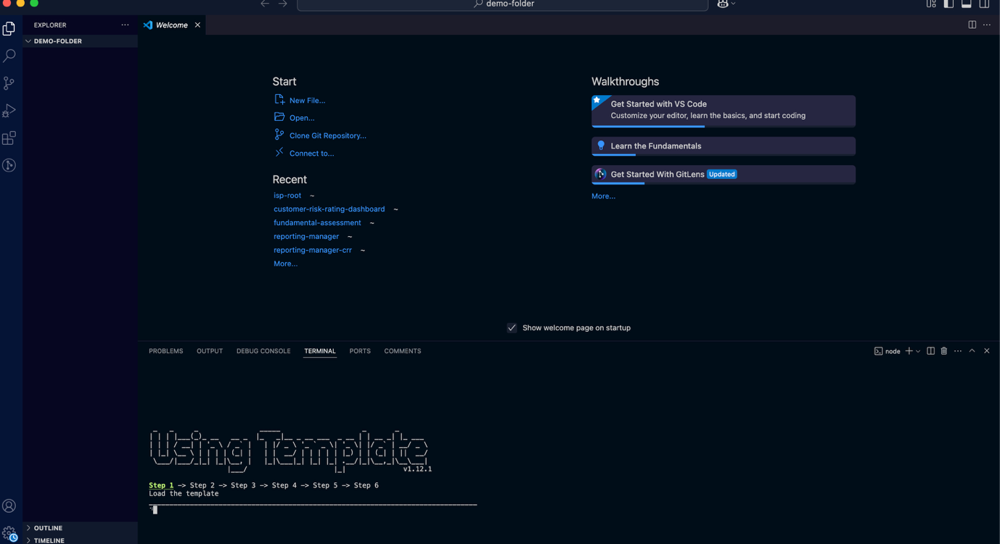 demo-folder
EXPLORER
DEMO-FOLDER
Welcome
Start
New File...
Open...
Clone Git Repository...
Connect to...
Recent
isp-root ~
customer-risk-rating-dashboard ~
fundamental-assessment ~
reporting-manager ~
reporting-manager-crr ~
More...
Walkthroughs
Get Started with VS Code
Customize your editor, learn the basics, and start coding
Learn the Fundamentals
Get Started With GitLens Updated
More...
Show welcome page on startup
PROBLEMS OUTPUT DEBUG CONSOLE TERMINAL PORTS COMMENTS
node
Using Template
v1.12.1
Step 1 -> Step 2 -> Step 3 -> Step 4 -> Step 5 -> Step 6
Load the template
OUTLINE
TIMELINE